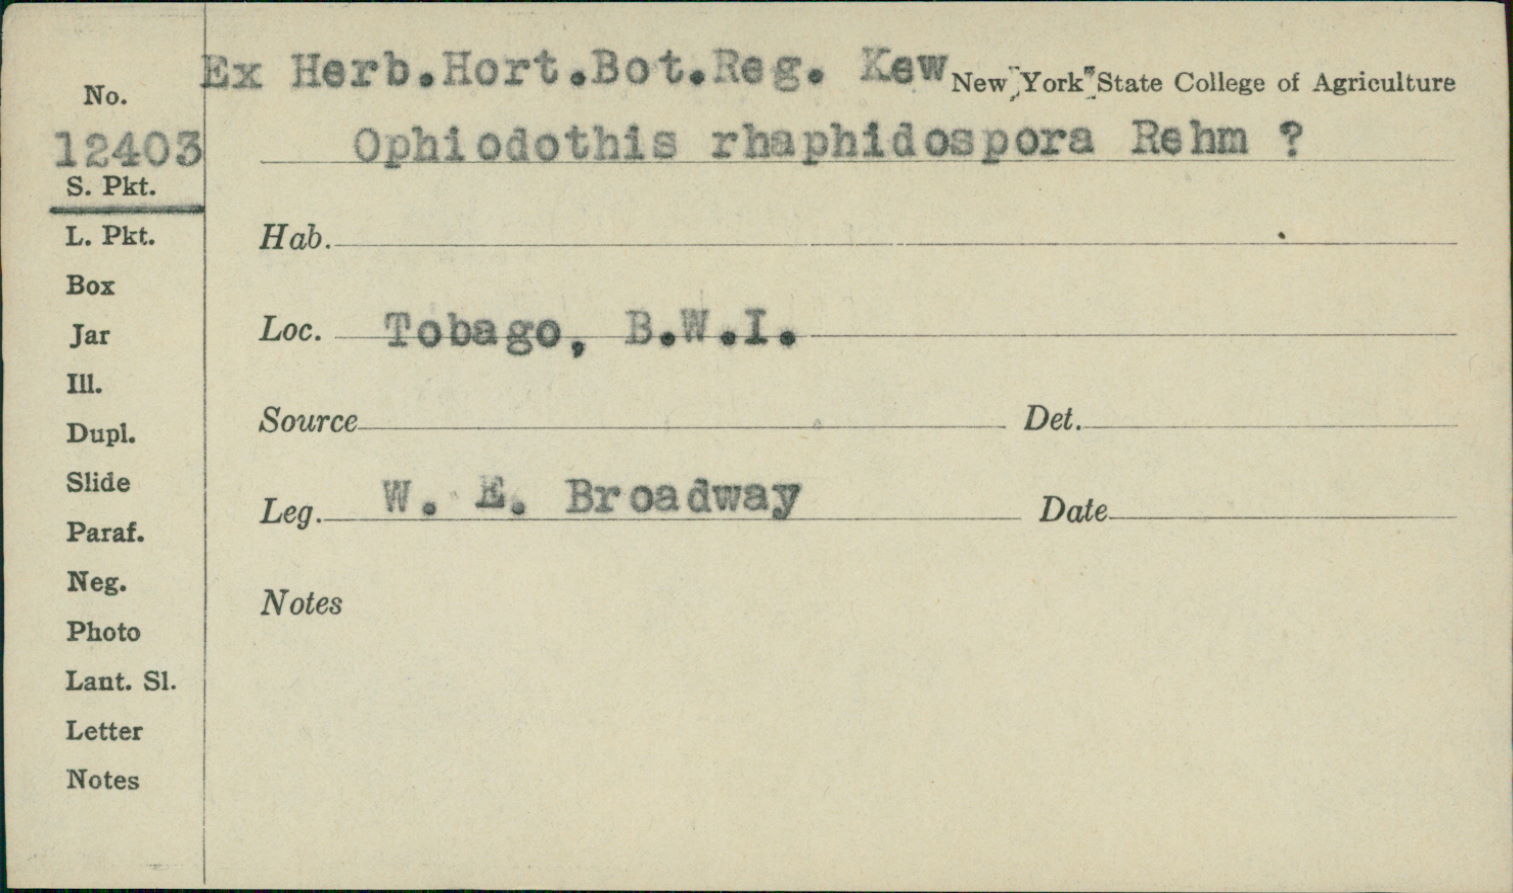 Ex Herb.Hort.Bot.Reg. Kew New York State College of Agriculture
No.
12403
Ophiodothis rhaphidospora Rehm ?
S. Pkt.
L. Pkt.
Hab.
Box
Jar
Loc. Tobago, B.W.I.
Ill.
Dupl.
Source Det.
Slide
Leg. W. E. Broadway Date
Paraf.
Neg.
Notes
Photo
Lant. Sl.
Letter
Notes